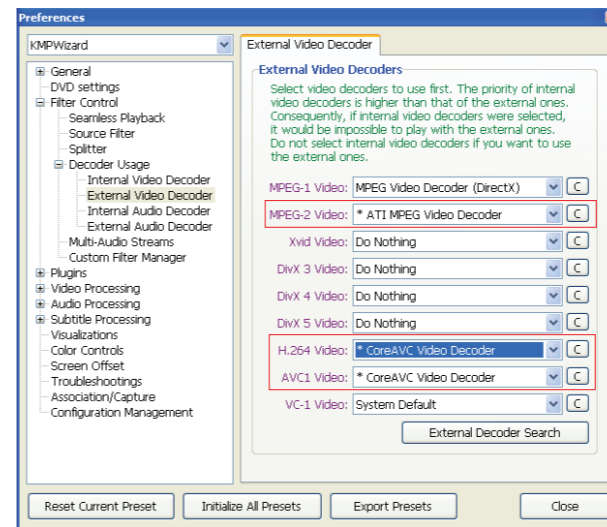 Preferences
KMPWizard
General
DVD settings
Filter Control
Seamless Playback
Source Filter
Splitter
Decoder Usage
Internal Video Decoder
External Video Decoder
Internal Audio Decoder
External Audio Decoder
Multi-Audio Streams
Custom Filter Manager
Plugins
Video Processing
Audio Processing
Subtitle Processing
Visualizations
Color Controls
Screen Offset
Troubleshootings
Association/Capture
Configuration Management
External Video Decoder
External Video Decoders
Select video decoders to use first. The priority of internal
video decoders is higher than that of the external ones.
Consequently, if internal video decoders were selected,
it would be impossible to play with the external ones.
Do not select internal video decoders if you want to use
the external ones.
MPEG-1 Video: MPEG Video Decoder (DirectX) C
MPEG-2 Video: * ATI MPEG Video Decoder C
Xvid Video: Do Nothing C
DivX 3 Video: Do Nothing C
DivX 4 Video: Do Nothing C
DivX 5 Video: Do Nothing C
H.264 Video: * CoreAVC Video Decoder C
AVC1 Video: * CoreAVC Video Decoder C
VC-1 Video: System Default C
External Decoder Search
Reset Current Preset Initialize All Presets Export Presets Close